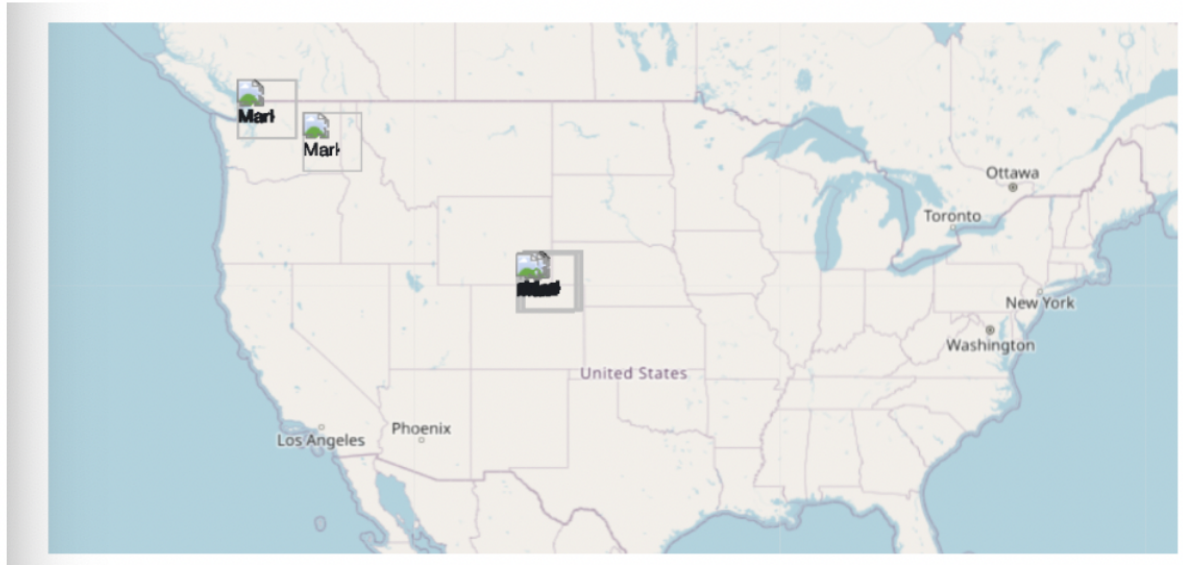 Mark
Mark
Ottawa
Toronto
New York
Washington
United States
Phoenix
Los Angeles